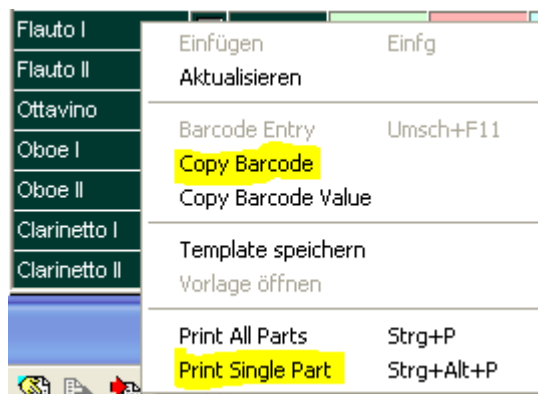 Flauto I
Flauto II
Ottavino
Oboe I
Oboe II
Clarinetto I
Clarinetto II
Einfügen Einfg
Aktualisieren
Barcode Entry Umsch+F11
Copy Barcode
Copy Barcode Value
Template speichern
Vorlage öffnen
Print All Parts Strg+P
Print Single Part Strg+Alt+P